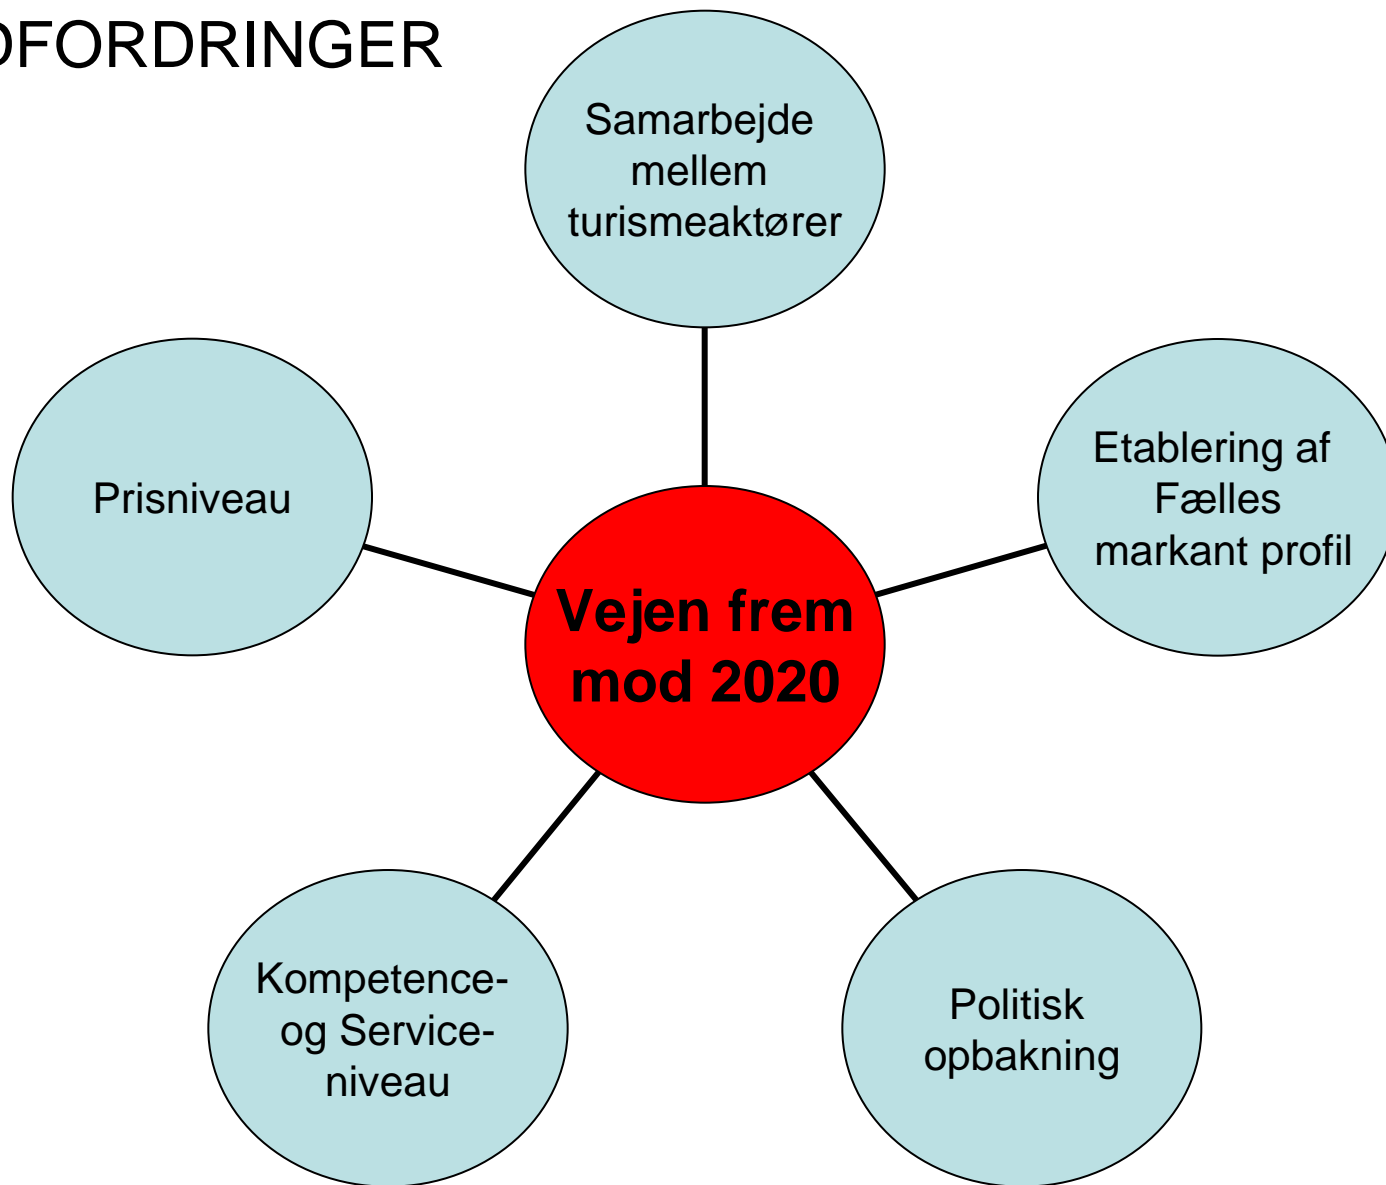 DFORDRINGER
Samarbejde
mellem
turismeaktører
Etablering af
Fælles
markant profil
Prisniveau
Vejen frem
mod 2020
Kompetence-
og Service-
niveau
Politisk
opbakning